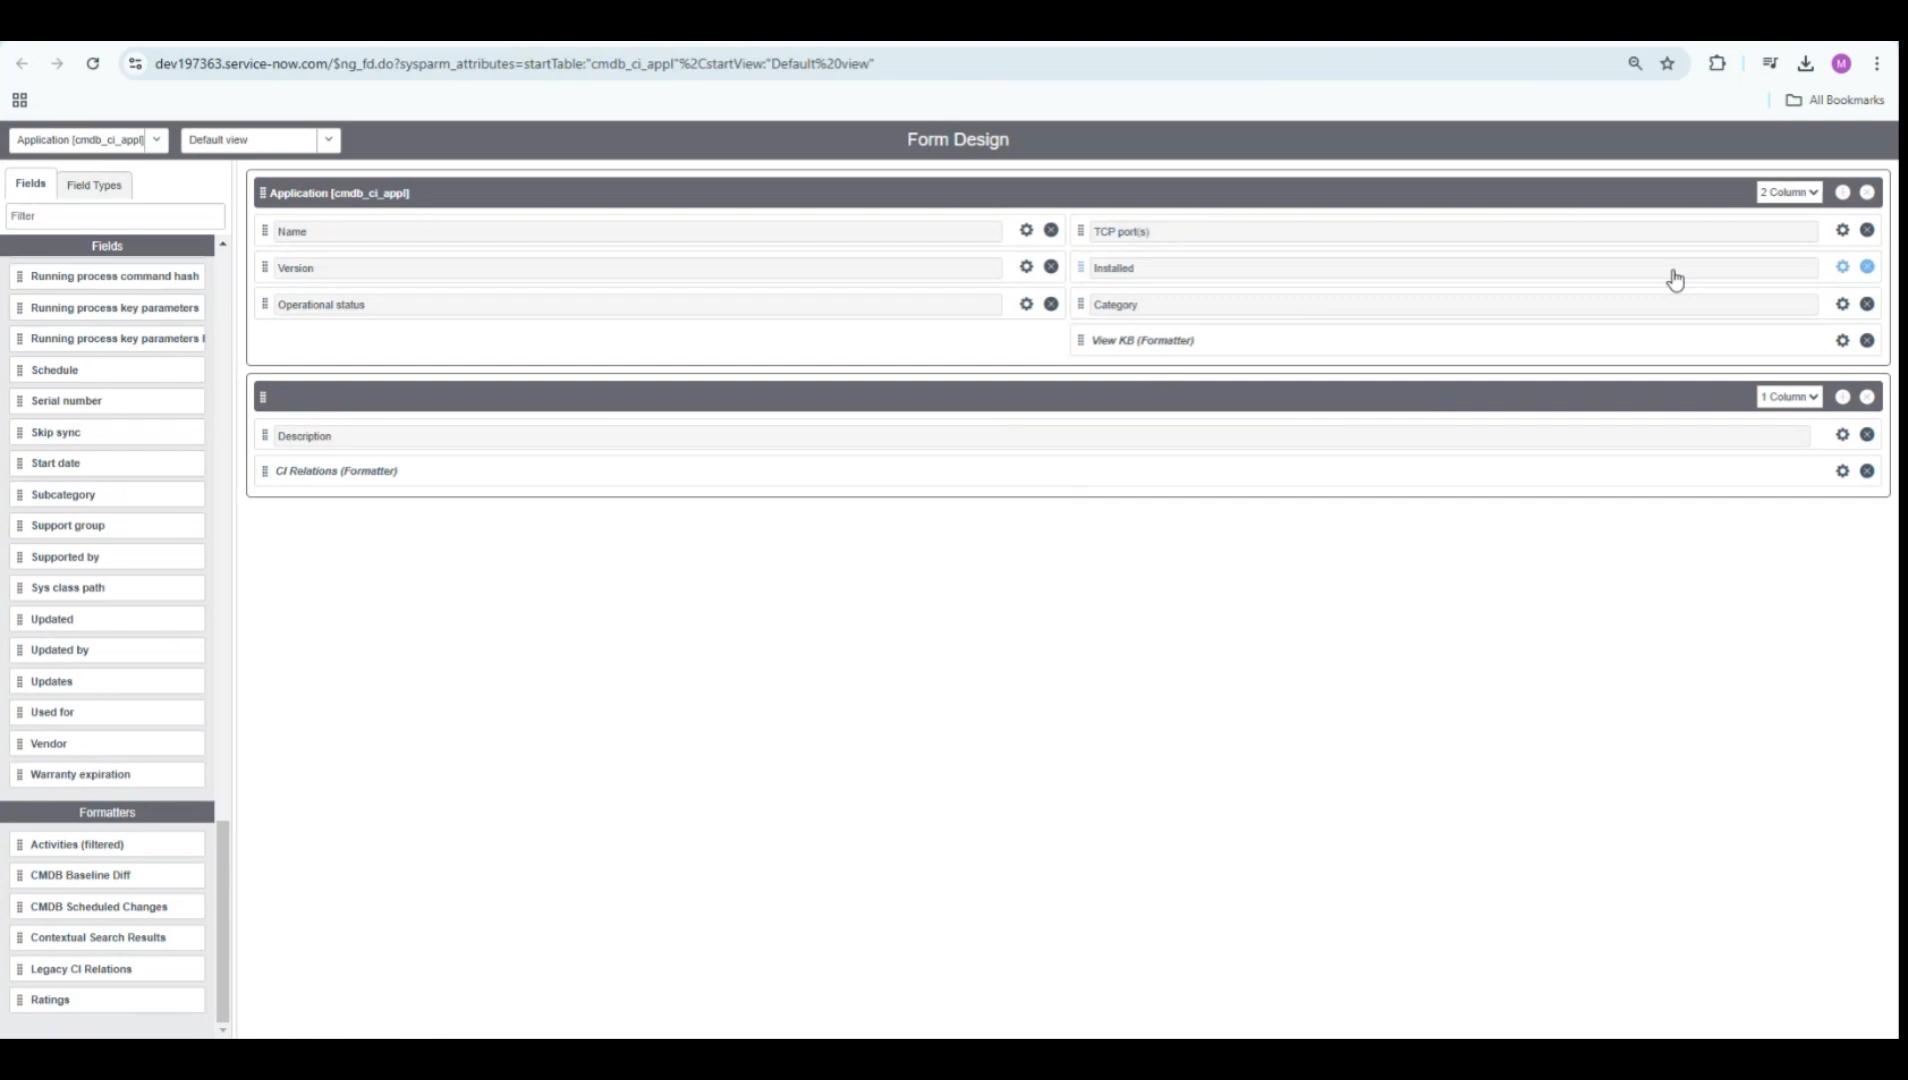 dev197363.service-now.com/$ng_fd.do?sysparm_attributes=startTable:"cmdb_ci_appl"%2CstartView:"Default%20view"
M
All Bookmarks
Application [cmdb_ci_appl]
Default view
Form Design
Fields
Field Types
Filter
Fields
Running process command hash
Running process key parameters
Running process key parameters
Schedule
Serial number
Skip sync
Start date
Subcategory
Support group
Supported by
Sys class path
Updated
Updated by
Updates
Used for
Vendor
Warranty expiration
Formatters
Activities (filtered)
CMDB Baseline Diff
CMDB Scheduled Changes
Contextual Search Results
Legacy CI Relations
Ratings
Application [cmdb_ci_appl]
2 Column
Name
TCP port(s)
Version
Installed
Operational status
Category
View KB (Formatter)
1 Column
Description
CI Relations (Formatter)